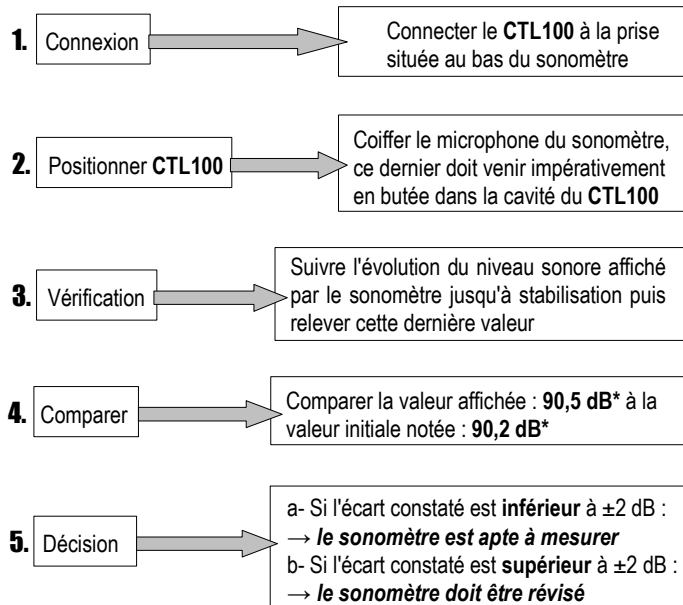 1. Connexion
Connecter le CTL100 à la prise
située au bas du sonomètre
2. Positionner CTL100
Coiffer le microphone du sonomètre,
ce dernier doit venir impérativement
en butée dans la cavité du CTL100
3. Vérification
Suivre l'évolution du niveau sonore affiché
par le sonomètre jusqu'à stabilisation puis
relever cette dernière valeur
4. Comparer
Comparer la valeur affichée : 90,5 dB* à la
valeur initiale notée : 90,2 dB*
5. Décision
a- Si l'écart constaté est inférieur à ±2 dB :
→ le sonomètre est apte à mesurer
b- Si l'écart constaté est supérieur à ±2 dB :
→ le sonomètre doit être révisé